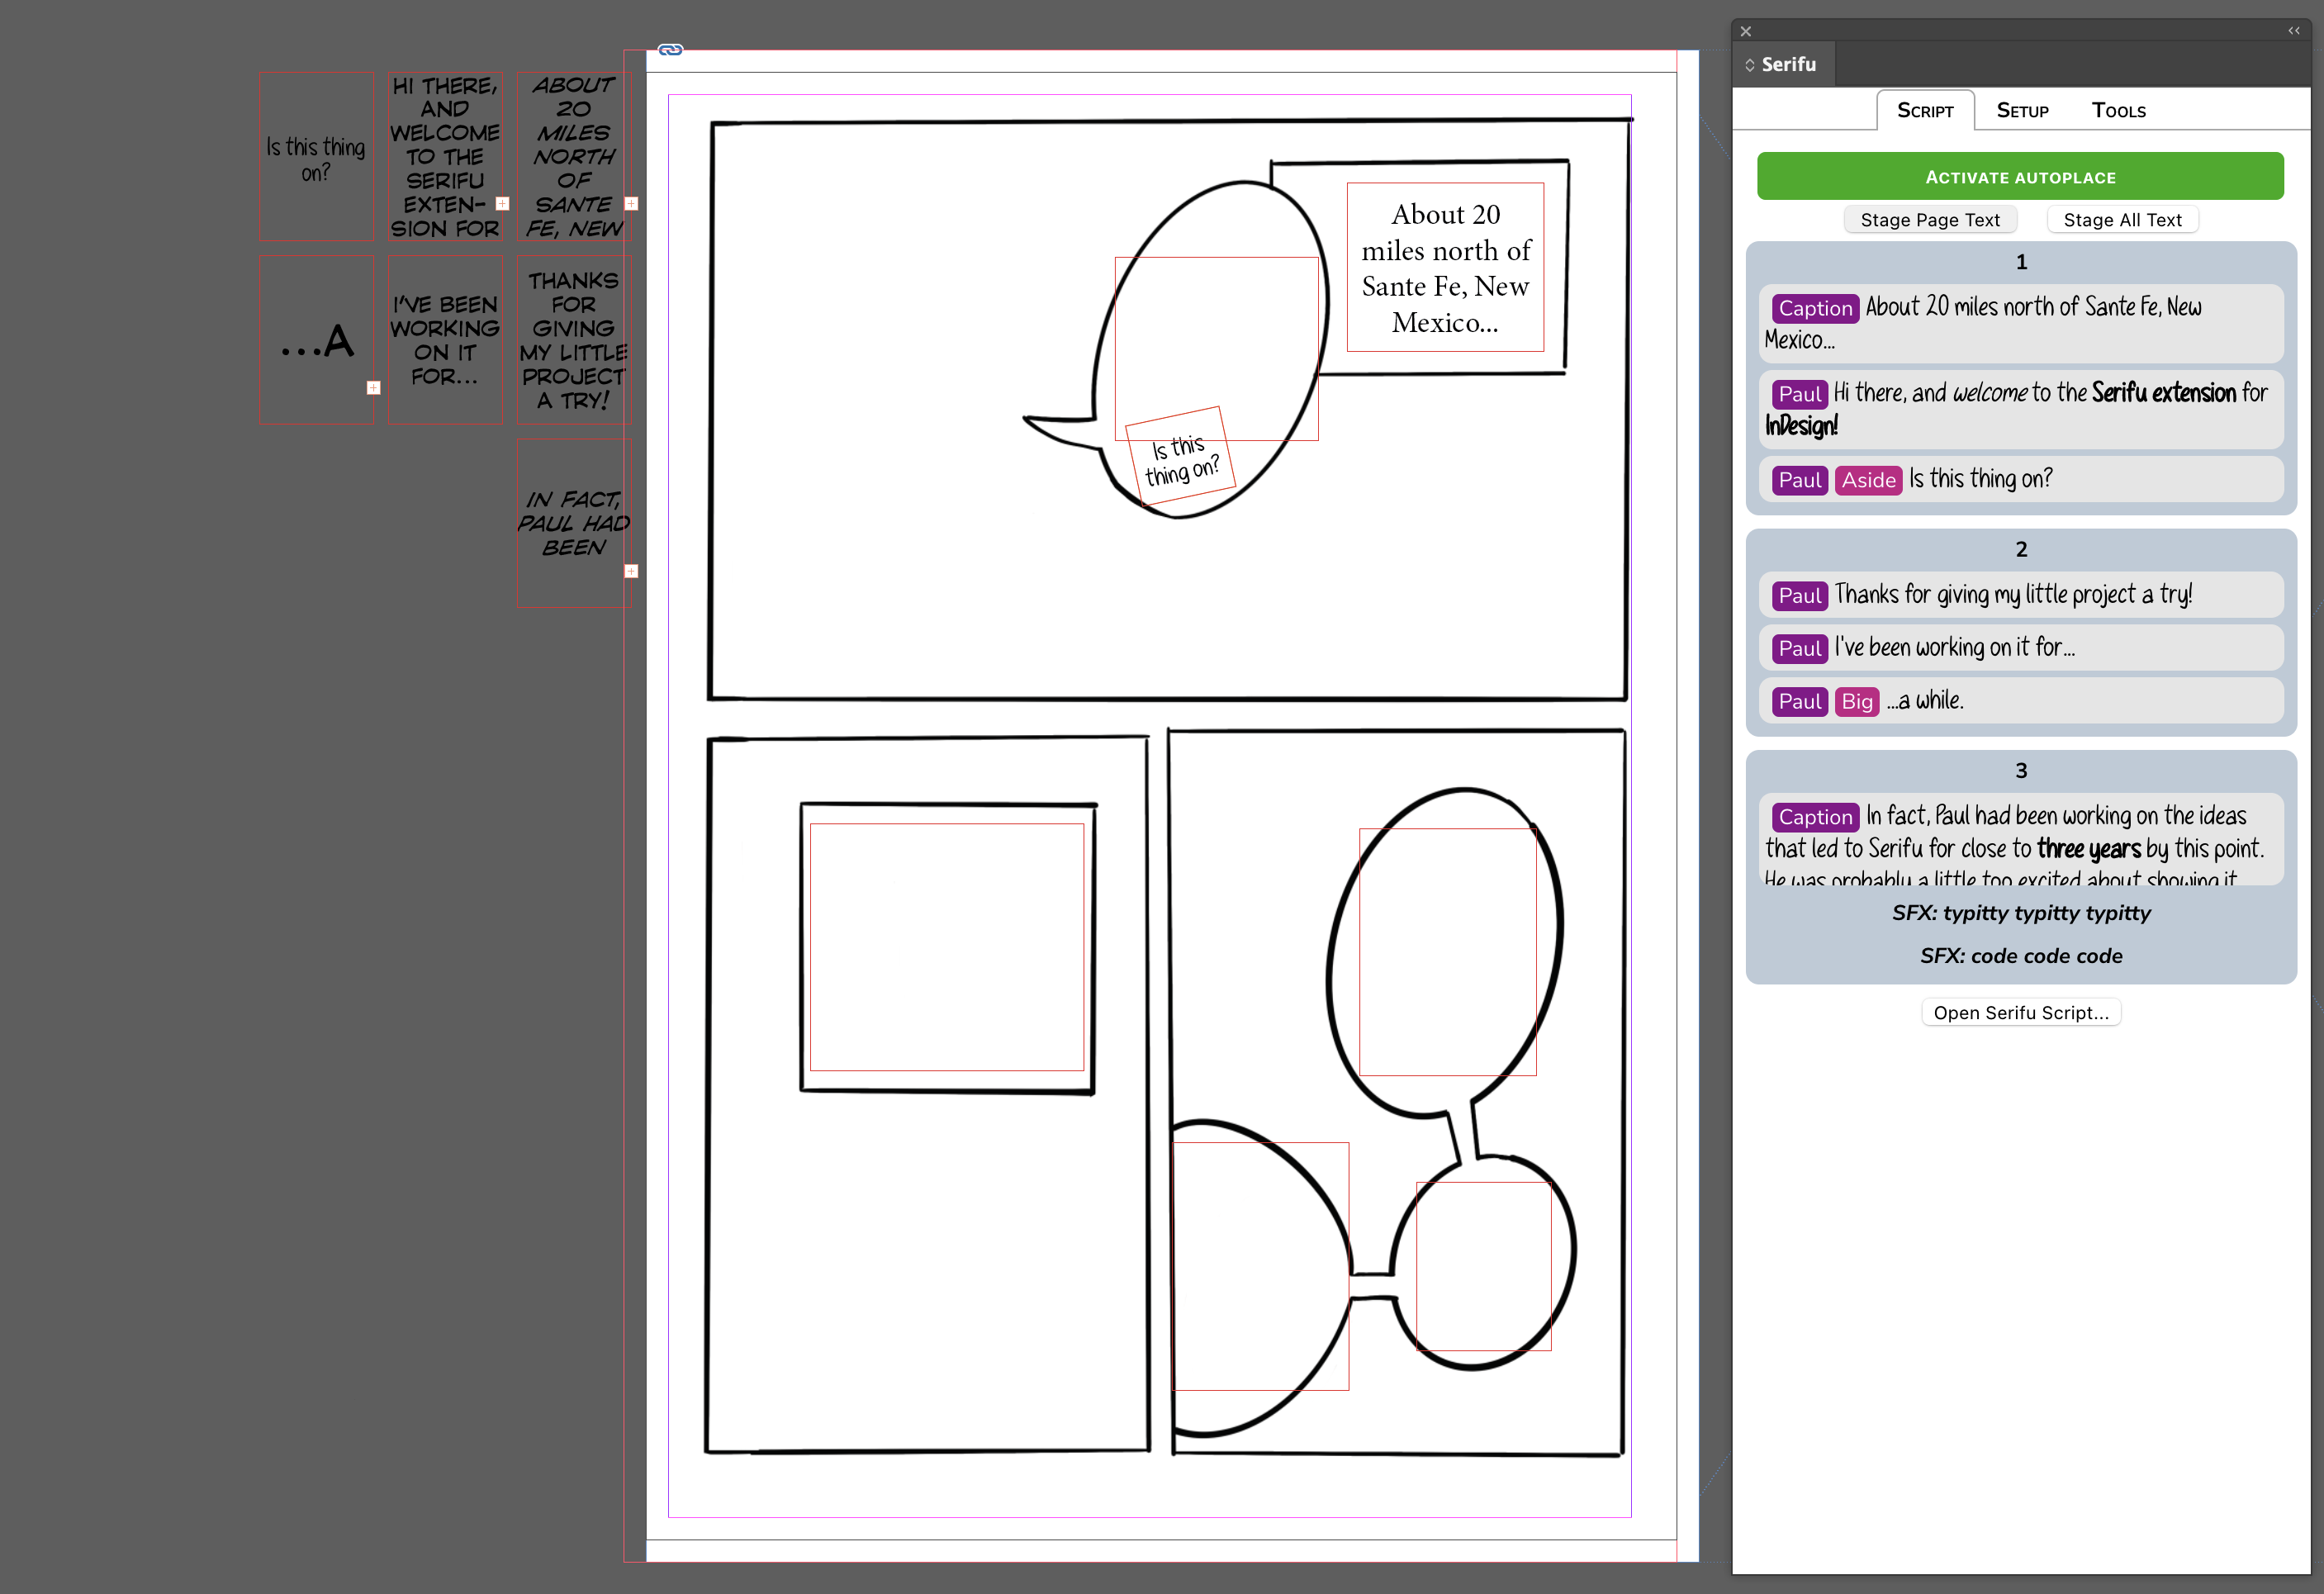 Is this thing
on?
HI THERE,
AND
WELCOME
TO THE
SERIFU
EXTEN-
SION FOR
ABOUT
20
MILES
NORTH
OF
SANTE
FE, NEW
...A
I'VE BEEN
WORKING
ON IT
FOR...
THANKS
FOR
GIVING
MY LITTLE
PROJECT
A TRY!
IN FACT,
PAUL HAD
BEEN
About 20
miles north of
Sante Fe, New
Mexico...
Is this
thing on?
Serifu
Script Setup Tools
Activate autoplace
Stage Page Text Stage All Text
1
Caption About 20 miles north of Sante Fe, New
Mexico...
Paul Hi there, and welcome to the Serifu extension for
InDesign!
Paul Aside Is this thing on?
2
Paul Thanks for giving my little project a try!
Paul I've been working on it for...
Paul Big ...a while.
3
Caption In fact, Paul had been working on the ideas
that led to Serifu for close to three years by this point.
He was probably a little too excited about showing it
SFX: typitty typitty typitty
SFX: code code code
Open Serifu Script...